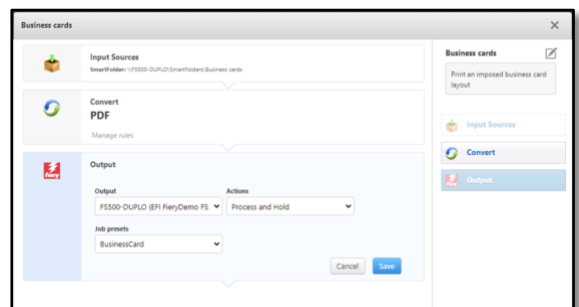 Business cards
Input Sources
SmartFolder: \\FS500-DUPLO\SmartFolders\Business cards
Convert
PDF
Manage rules
fiery
Output
Output
Actions
FS500-DUPLO (EFI FieryDemo FS
Process and Hold
Job presets
BusinessCard
Cancel
Save
Business cards
Print an imposed business card
layout
Input Sources
Convert
Output